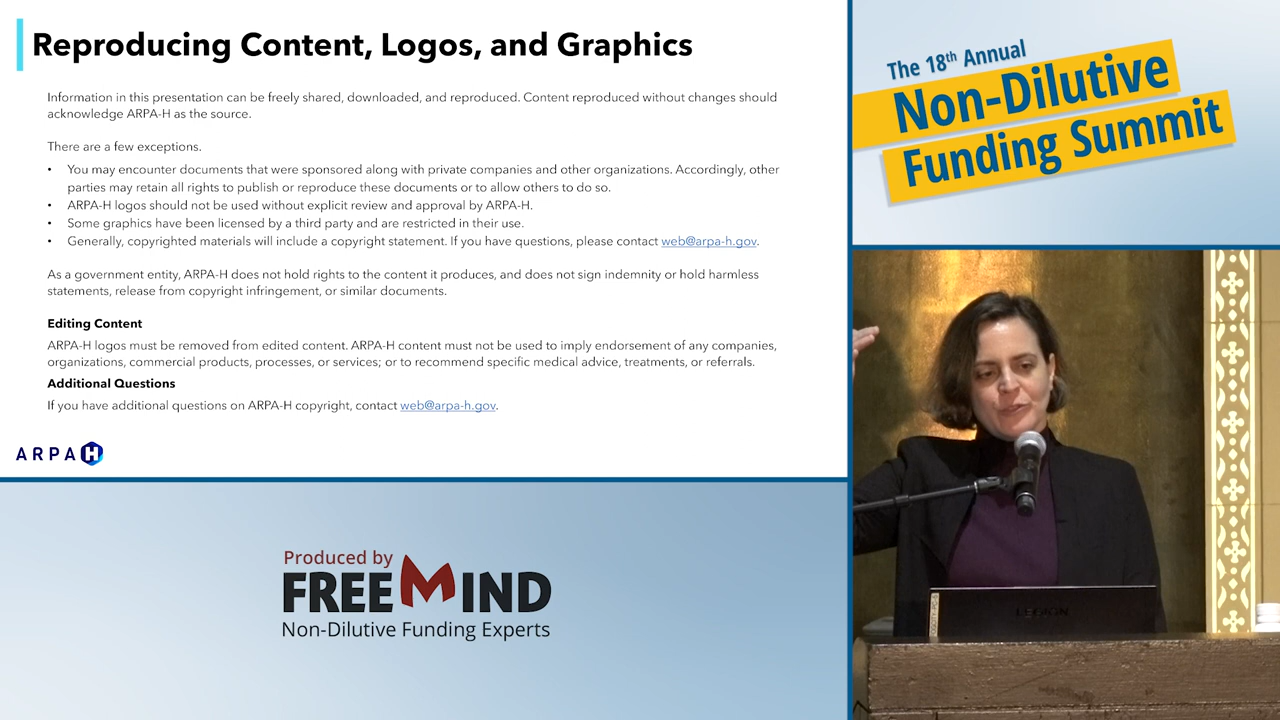 Reproducing Content, Logos, and Graphics
Information in this presentation can be freely shared, downloaded, and reproduced. Content reproduced without changes should
acknowledge ARPA-H as the source.
There are a few exceptions.
• You may encounter documents that were sponsored along with private companies and other organizations. Accordingly, other
parties may retain all rights to publish or reproduce these documents or to allow others to do so.
• ARPA-H logos should not be used without explicit review and approval by ARPA-H.
• Some graphics have been licensed by a third party and are restricted in their use.
• Generally, copyrighted materials will include a copyright statement. If you have questions, please contact web@arpa-h.gov.
As a government entity, ARPA-H does not hold rights to the content it produces, and does not sign indemnity or hold harmless
statements, release from copyright infringement, or similar documents.
Editing Content
ARPA-H logos must be removed from edited content. ARPA-H content must not be used to imply endorsement of any companies,
organizations, commercial products, processes, or services; or to recommend specific medical advice, treatments, or referrals.
Additional Questions
If you have additional questions on ARPA-H copyright, contact web@arpa-h.gov.
ARPA H
The 18th Annual
Non-Dilutive
Funding Summit
LEGION
Produced by
FREEMIND
Non-Dilutive Funding Experts